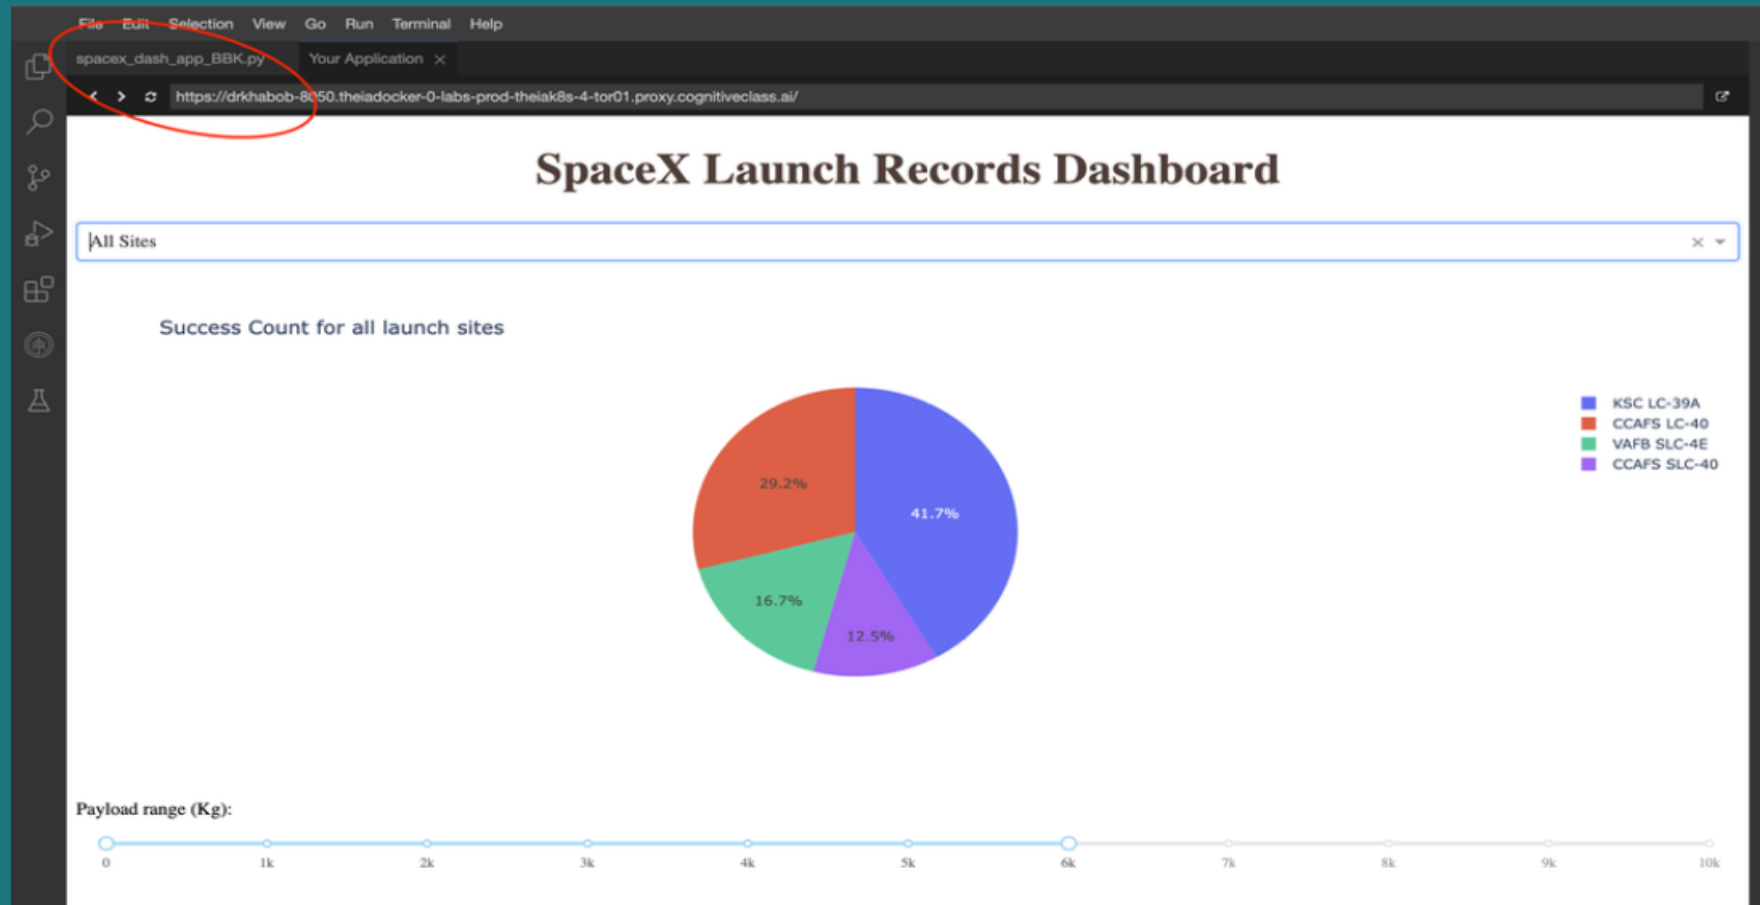 File Edit Selection View Go Run Terminal Help
spacex_dash_app_BBK.py Your Application
https://drkhabob-8050.theiadocker-0-labs-prod-theiak8s-4-tor01.proxy.cognitiveclass.ai/
SpaceX Launch Records Dashboard
All Sites
Success Count for all launch sites
KSC LC-39A
CCAFS LC-40
VAFB SLC-4E
CCAFS SLC-40
29.2%
41.7%
16.7%
12.5%
Payload range (Kg):
0 1k 2k 3k 4k 5k 6k 7k 8k 9k 10k